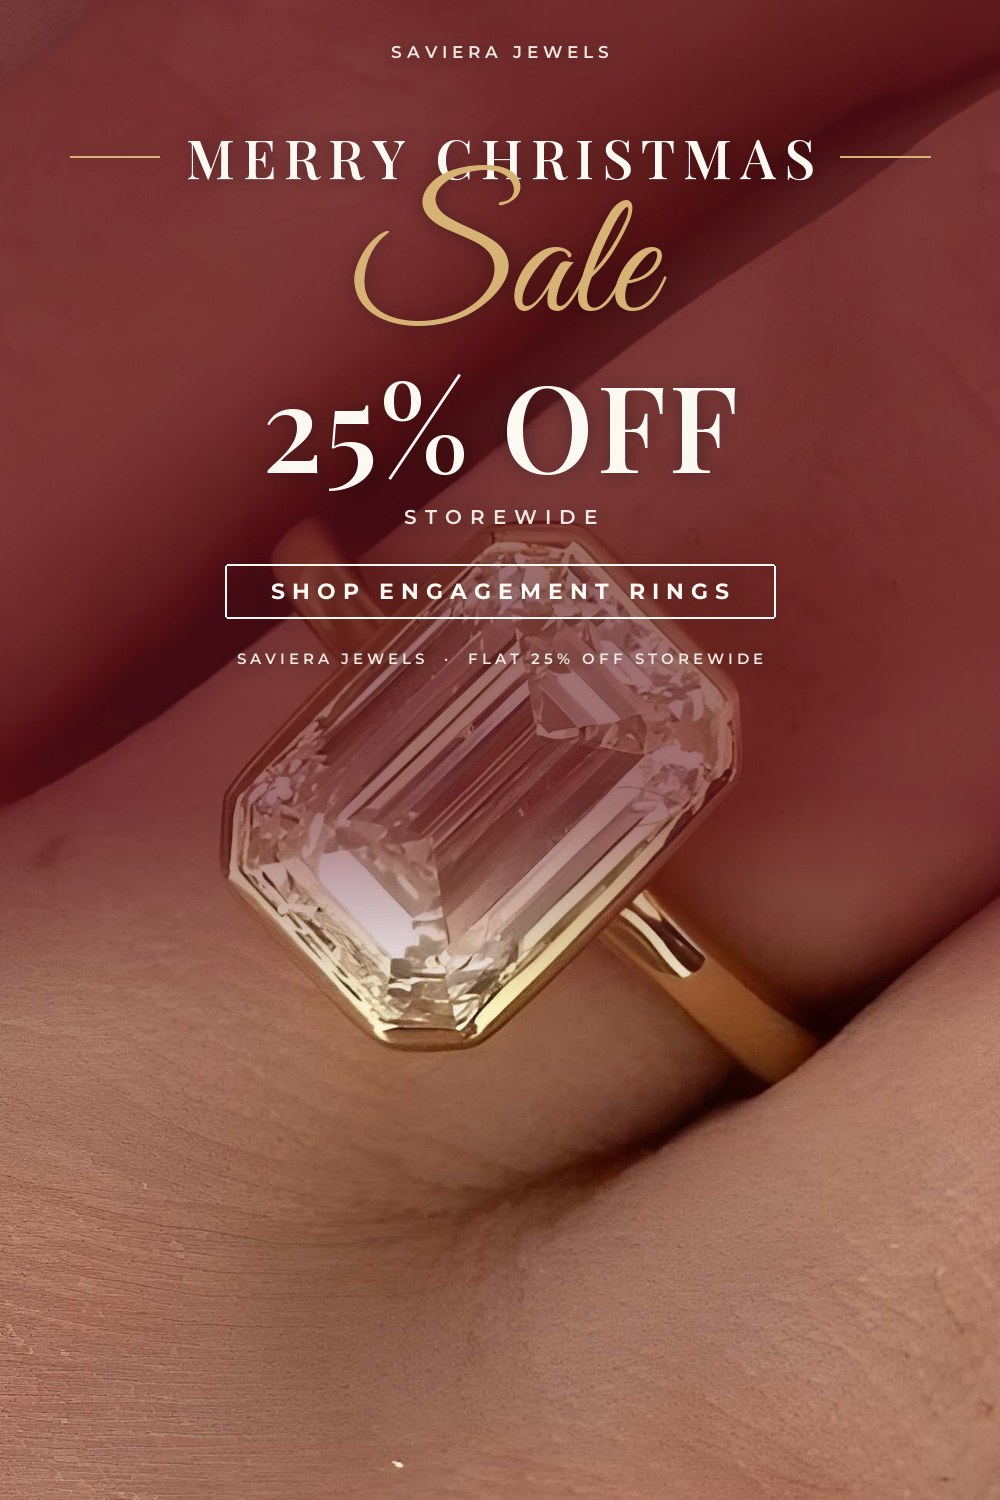 SAVIERA JEWELS
MERRY CHRISTMAS
Sale
25% OFF
STOREWIDE
SHOP ENGAGEMENT RINGS
SAVIERA JEWELS · FLAT 25% OFF STOREWIDE